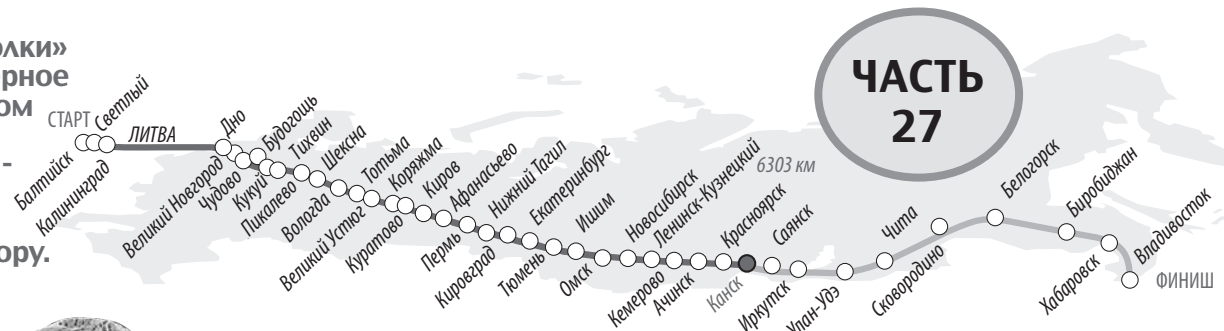 олки»
рное
ом
-
ору.
ЧАСТЬ
27
СТАРТ
Балтийск
Светлый
Калининград
ЛИТВА
Дно
Великий Новгород
Чудово
Будогощь
Кукуй
Тихвин
Пикалево
Шексна
Вологда
Тотьма
Великий Устюг
Коряжма
Куратово
Киров
Афанасьево
Пермь
Нижний Тагил
Кировград
Екатеринбург
Тюмень
Ишим
Омск
Новосибирск
Кемерово
Ленинск-Кузнецкий
Ачинск
Красноярск
6303 км
Канск
Саянск
Иркутск
Улан-Удэ
Чита
Сковородино
Белогорск
Биробиджан
Хабаровск
Владивосток
ФИНИШ